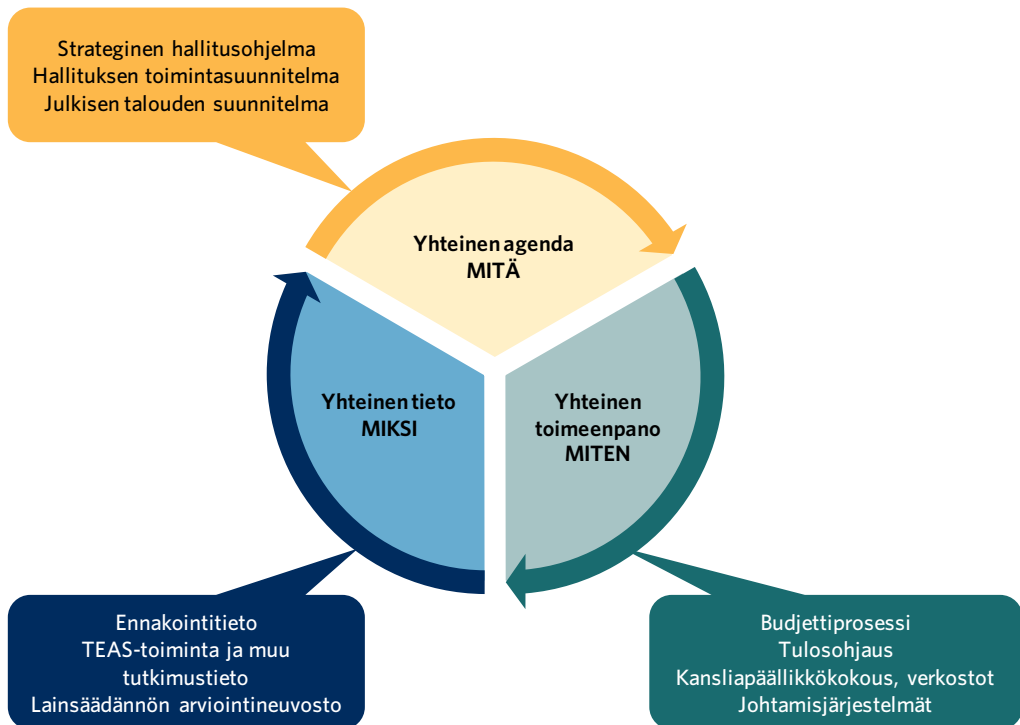 Strateginen hallitusohjelma
Hallituksen toimintasuunnitelma
Julkisen talouden suunnitelma
Yhteinen agenda
MITÄ
Yhteinen tieto
MIKSI
Yhteinen
toimeenpano
MITEN
Ennakointitieto
TEAS-toiminta ja muu
tutkimustieto
Lainsäädännön arviointineuvosto
Budjettiprosessi
Tulosohjaus
Kansliapäällikkökokous, verkostot
Johtamisjärjestelmät